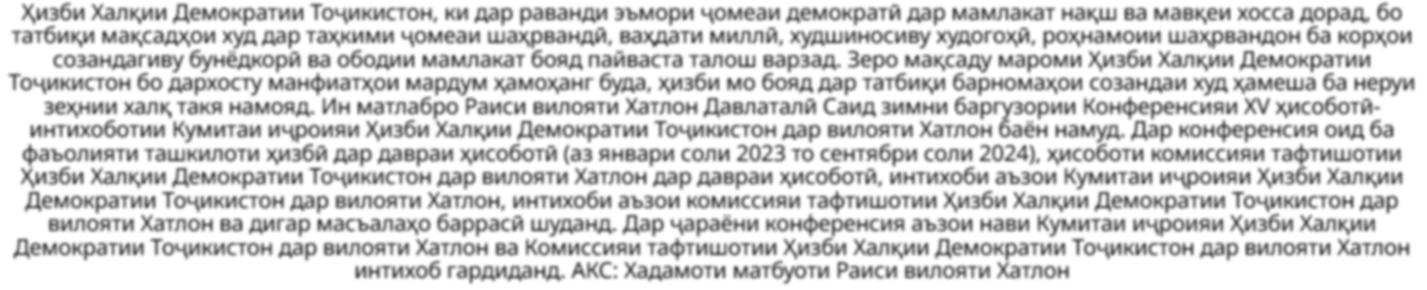 Ҳизби Халқии Демократии Тоҷикистон, ки дар раванди эъмори ҷомеаи демократӣ дар мамлакат нақш ва мавқеи хосса дорад, бо
татбиқи мақсадҳои худ дар таҳкими ҷомеаи шаҳрвандӣ, ваҳдати миллӣ, худшиносиву худогоҳӣ, роҳнамоии шаҳрвандон ба корҳои
созандагиву бунёдкорӣ ва ободии мамлакат бояд пайваста талош варзад. Зеро мақсаду мароми Ҳизби Халқии Демократии
Тоҷикистон бо дархосту манфиатҳои мардум ҳамоҳанг буда, ҳизби мо бояд дар татбиқи барномаҳои созандаи худ ҳамеша ба неруи
зеҳнии халқ такя намояд. Ин матлабро Раиси вилояти Хатлон Давлаталӣ Саид зимни баргузории Конференсияи XV ҳисоботӣ-
интихоботии Кумитаи иҷроияи Ҳизби Халқии Демократии Тоҷикистон дар вилояти Хатлон баён намуд. Дар конференсия оид ба
фаъолияти ташкилоти ҳизбӣ дар давраи ҳисоботӣ (аз январи соли 2023 то сентябри соли 2024), ҳисоботи комиссияи тафтишотии
Ҳизби Халқии Демократии Тоҷикистон дар вилояти Хатлон дар давраи ҳисоботӣ, интихоби аъзои Кумитаи иҷроияи Ҳизби Халқии
Демократии Тоҷикистон дар вилояти Хатлон, интихоби аъзои комиссияи тафтишотии Ҳизби Халқии Демократии Тоҷикистон дар
вилояти Хатлон ва дигар масъалаҳо баррасӣ шуданд. Дар ҷараёни конференсия аъзои нави Кумитаи иҷроияи Ҳизби Халқии
Демократии Тоҷикистон дар вилояти Хатлон ва Комиссияи тафтишотии Ҳизби Халқии Демократии Тоҷикистон дар вилояти Хатлон
интихоб гардиданд. АКС: Хадамоти матбуоти Раиси вилояти Хатлон